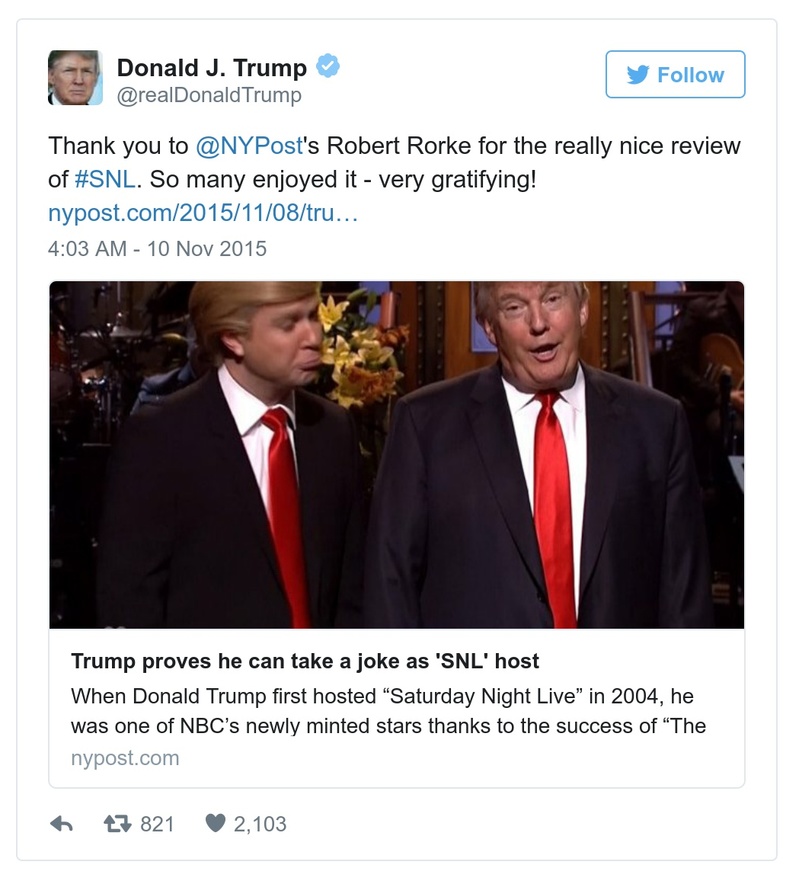 Donald J. Trump
@realDonaldTrump
Follow
Thank you to @NYPost's Robert Rorke for the really nice review
of #SNL. So many enjoyed it - very gratifying!
nypost.com/2015/11/08/tru…
4:03 AM - 10 Nov 2015
Trump proves he can take a joke as 'SNL' host
When Donald Trump first hosted “Saturday Night Live” in 2004, he
was one of NBC’s newly minted stars thanks to the success of “The
nypost.com
821
2,103